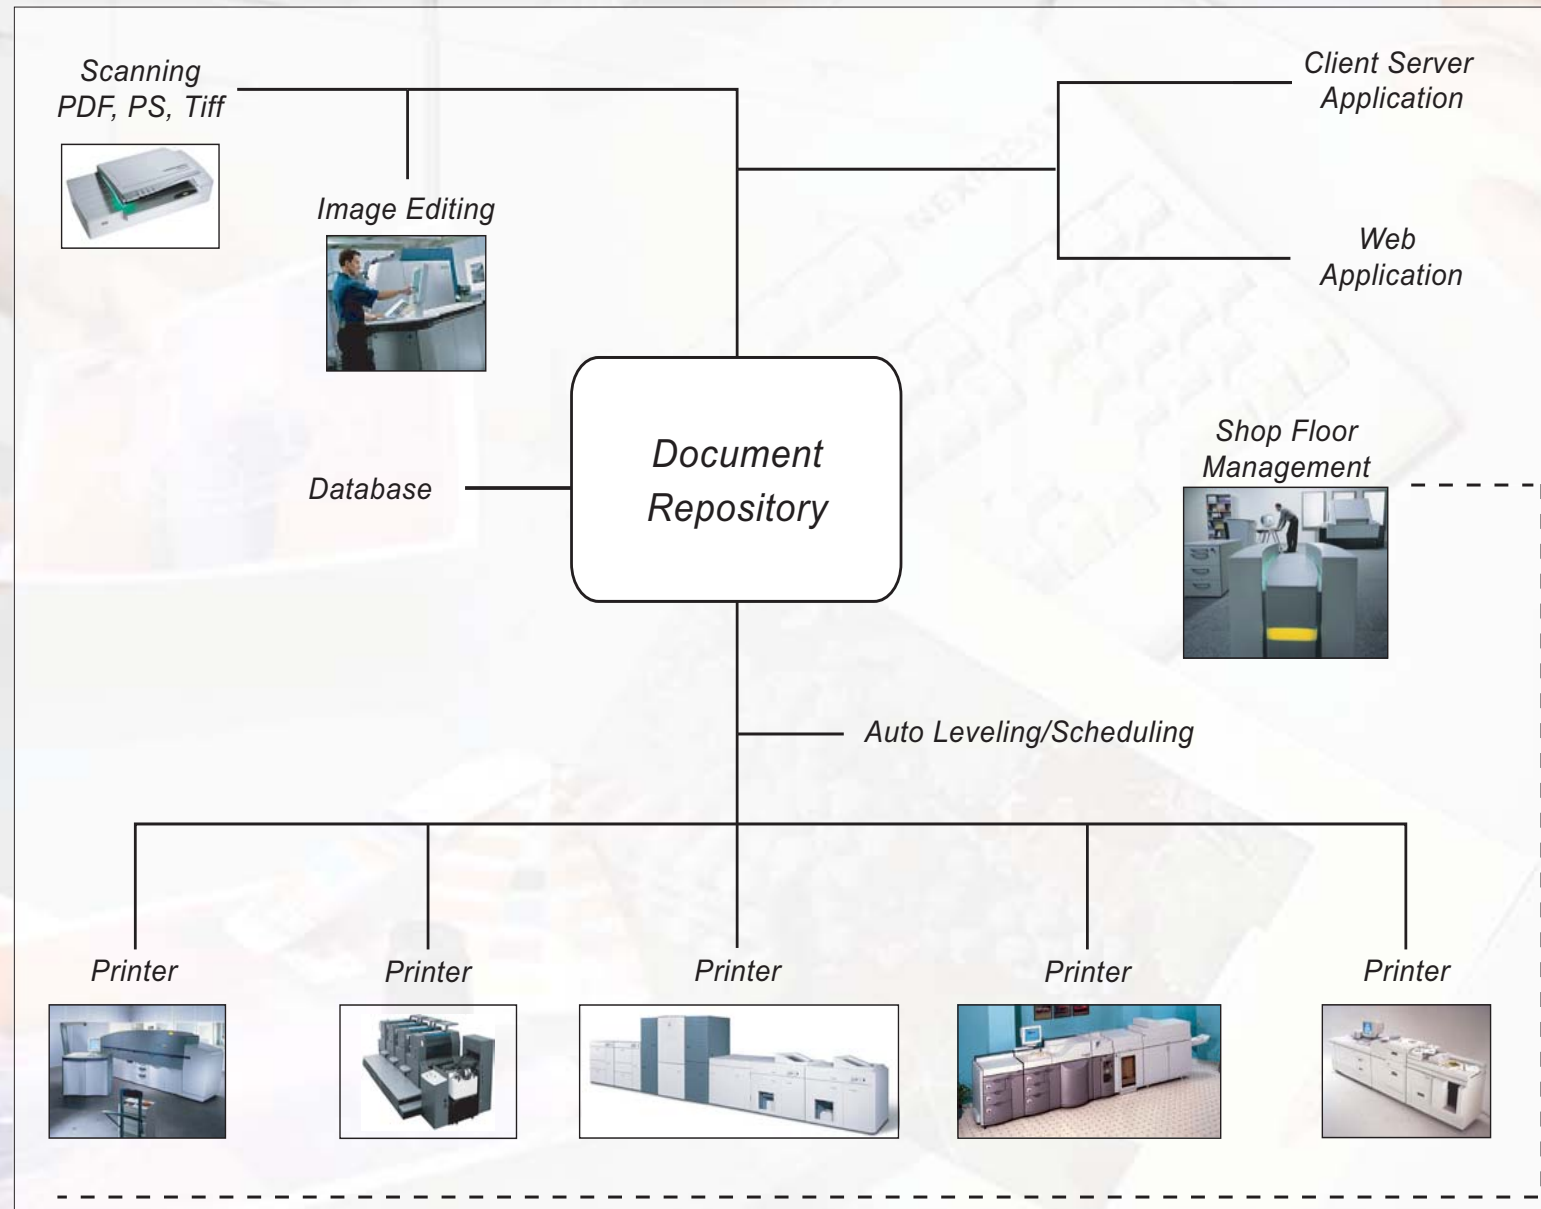 Scanning
PDF, PS, Tiff
Client Server
Application
Image Editing
Web
Application
NEXPRESS
Document
Repository
Database
Shop Floor
Management
Auto Leveling/Scheduling
Printer
Printer
Printer
Printer
Printer